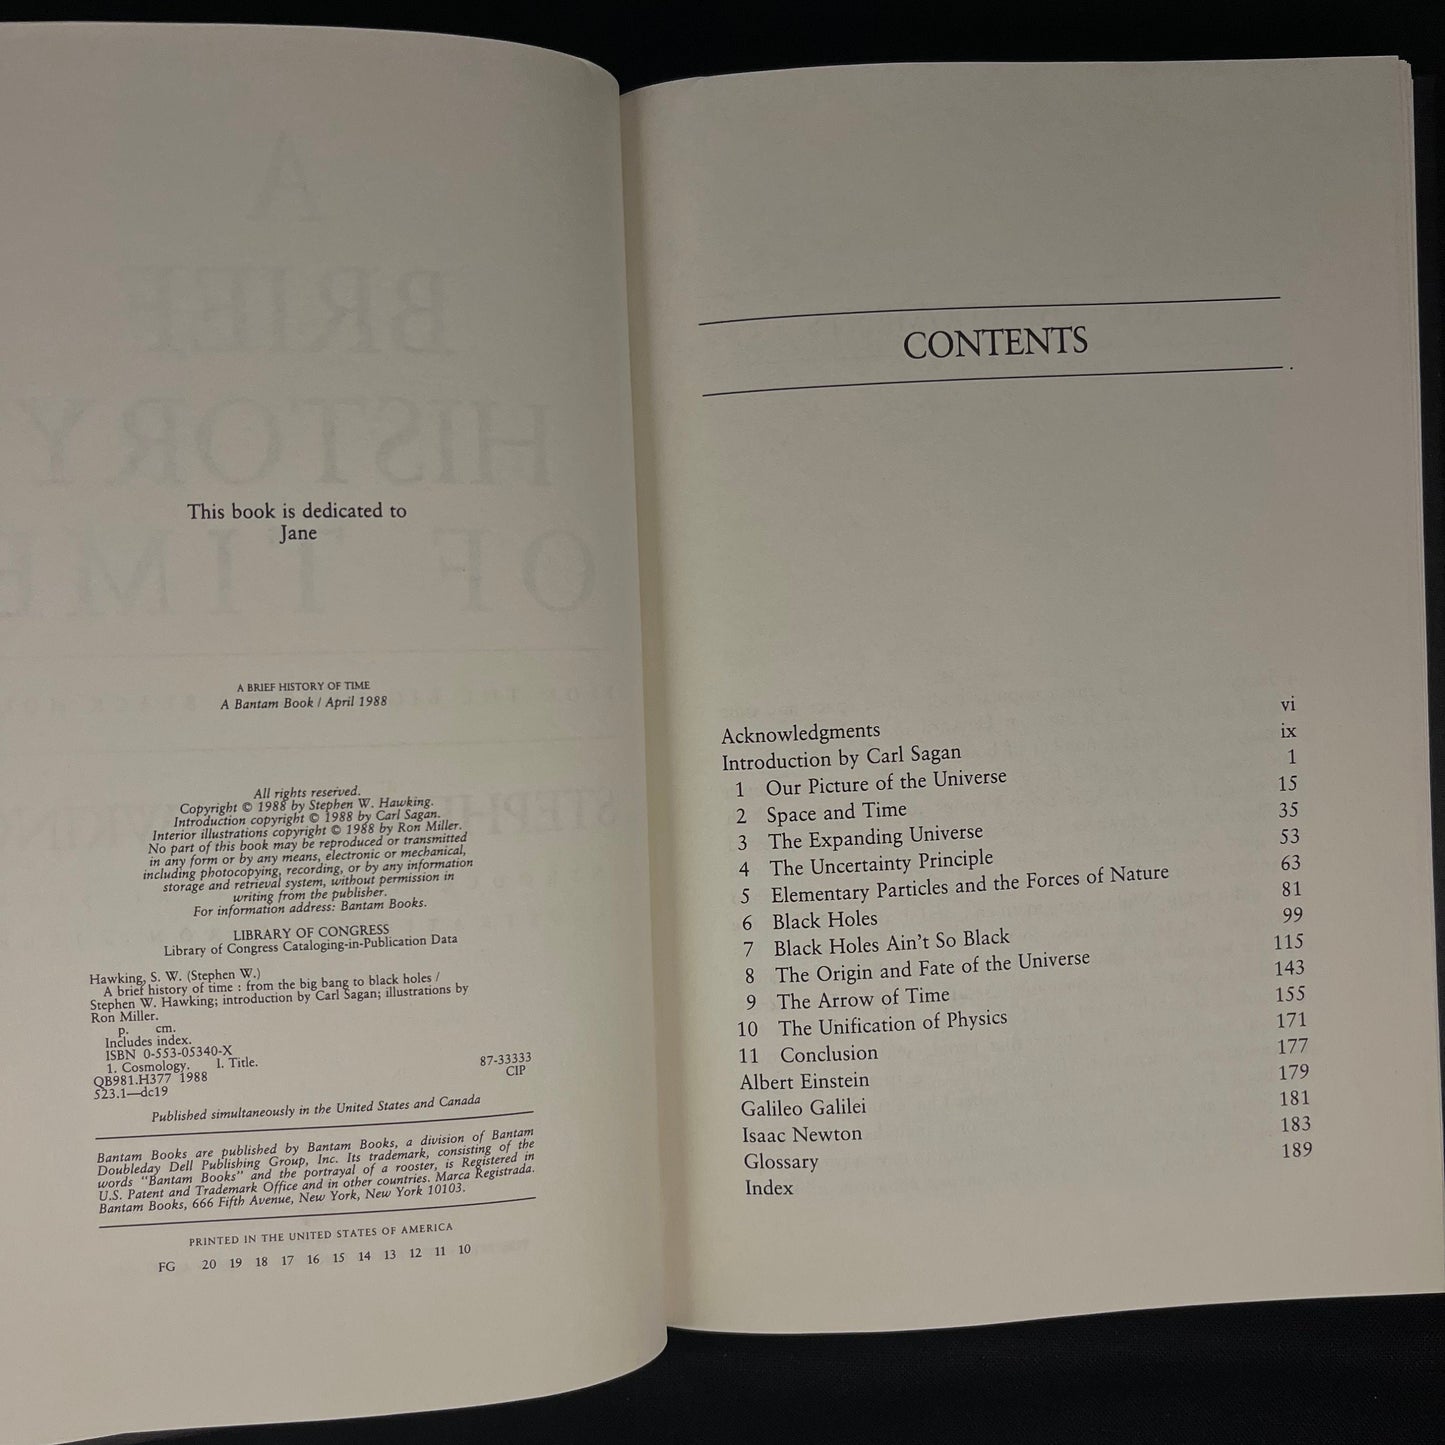 This book is dedicated to
Jane
A BRIEF HISTORY OF TIME
A Bantam Book / April 1988
All rights reserved.
Copyright © 1988 by Stephen W. Hawking.
Introduction copyright © 1988 by Carl Sagan.
Interior illustrations copyright © 1988 by Ron Miller.
No part of this book may be reproduced or transmitted
in any form or by any means, electronic or mechanical,
including photocopying, recording, or by any information
storage and retrieval system, without permission in
writing from the publisher.
For information address: Bantam Books.
LIBRARY OF CONGRESS
Library of Congress Cataloging-in-Publication Data
Hawking, S. W. (Stephen W.)
A brief history of time : from the big bang to black holes /
Stephen W. Hawking; introduction by Carl Sagan; illustrations by
Ron Miller.
p. cm.
Includes index.
ISBN 0-553-05340-X
1. Cosmology. I. Title.
QB981.H377 1988 87-33333
523.1—dc19 CIP
Published simultaneously in the United States and Canada
Bantam Books are published by Bantam Books, a division of Bantam
Doubleday Dell Publishing Group, Inc. Its trademark, consisting of the
words "Bantam Books" and the portrayal of a rooster, is Registered in
U.S. Patent and Trademark Office and in other countries. Marca Registrada.
Bantam Books, 666 Fifth Avenue, New York, New York 10103.
PRINTED IN THE UNITED STATES OF AMERICA
FG 20 19 18 17 16 15 14 13 12 11 10
CONTENTS
Acknowledgments vi
Introduction by Carl Sagan ix
1 Our Picture of the Universe 1
2 Space and Time 15
3 The Expanding Universe 35
4 The Uncertainty Principle 53
5 Elementary Particles and the Forces of Nature 63
6 Black Holes 81
7 Black Holes Ain't So Black 99
8 The Origin and Fate of the Universe 115
9 The Arrow of Time 143
10 The Unification of Physics 155
11 Conclusion 171
Albert Einstein 177
Galileo Galilei 179
Isaac Newton 181
Glossary 183
Index 189